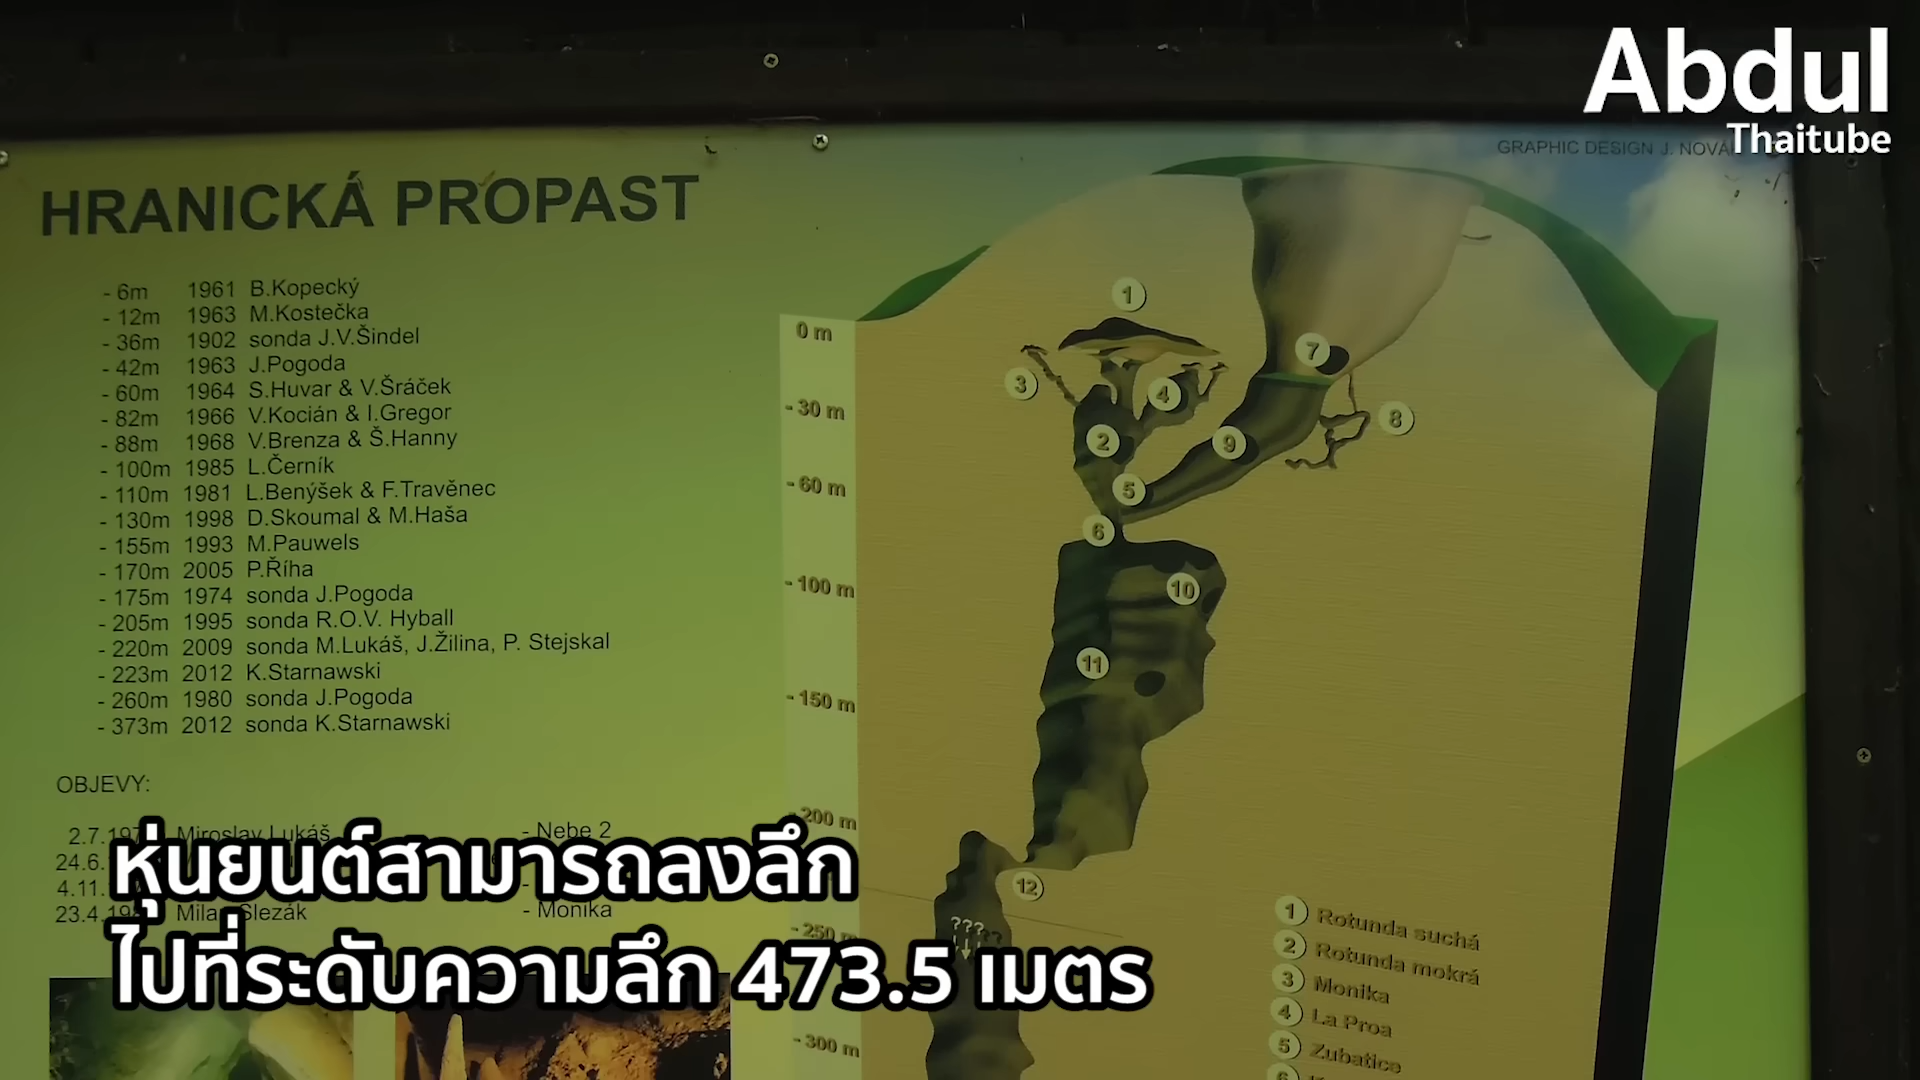 Abdul
Thaitube
GRAPHIC DESIGN J.
HRANICKÁ PROPAST
- 6m 1961 B.Kopecký
- 12m 1963 M.Kostečka
- 36m 1902 sonda J.V.Šindel
- 42m 1963 J.Pogoda
- 60m 1964 S.Huvar & V.Šráček
- 82m 1966 V.Kocián & I.Gregor
- 88m 1968 V.Brenza & Š.Hanny
- 100m 1985 L.Černík
- 110m 1981 L.Benýšek & F.Travěnec
- 130m 1998 D.Skoumal & M.Haša
- 155m 1993 M.Pauwels
- 170m 2005 P.Říha
- 175m 1974 sonda J.Pogoda
- 205m 1995 sonda R.O.V. Hyball
- 220m 2009 sonda M.Lukáš, J.Žilina, P. Stejskal
- 223m 2012 K.Starnawski
- 260m 1980 sonda J.Pogoda
- 373m 2012 sonda K.Starnawski
OBJEVY:
Miroslav Lukáš - Nebe 2
Slezák - Monika
หุ่นยนต์สามารถลงลึก
ไปที่ระดับความลึก 473.5 เมตร
0 m
- 30 m
- 60 m
- 100 m
- 150 m
- 200 m
- 250 m
- 300 m
1
3
4
7
8
2
9
5
6
10
11
12
???
1 Rotunda suchá
2 Rotunda mokrá
3 Monika
4 La Proa
5 Zubatice
6